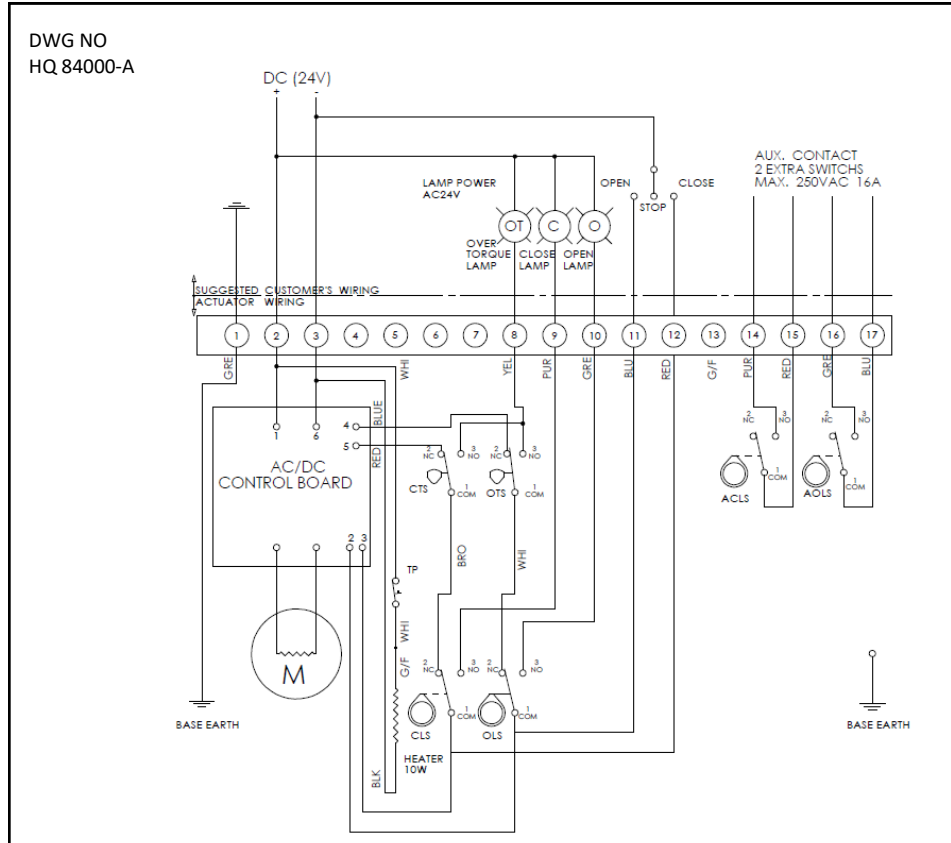 DWG NO
HQ 84000-A
DC (24V)
+ -
AUX. CONTACT
2 EXTRA SWITCHS
MAX. 250VAC 16A
LAMP POWER
AC24V
OPEN
CLOSE
STOP
OT
C
O
OVER
TORQUE
LAMP
CLOSE
LAMP
OPEN
LAMP
SUGGESTED CUSTOMER'S WIRING
ACTUATOR WIRING
1 2 3 4 5 6 7 8 9 10 11 12 13 14 15 16 17
GRE
WHI
YEL
PUR
GRE
BLU
RED
G/F
PUR
RED
GRE
BLU
1 6
4
5
BLUE
RED
AC/DC
CONTROL BOARD
2 3
2
NC
3
NO
CTS
1
COM
2
NC
3
NO
OTS
1
COM
2
NC
3
NO
ACLS
1
COM
2
NC
3
NO
AOLS
1
COM
BRO
WHI
TP
WHI
G/F
M
2
NC
3
NO
1
COM
CLS
2
NC
3
NO
1
COM
OLS
HEATER
10W
BLK
BASE EARTH
BASE EARTH